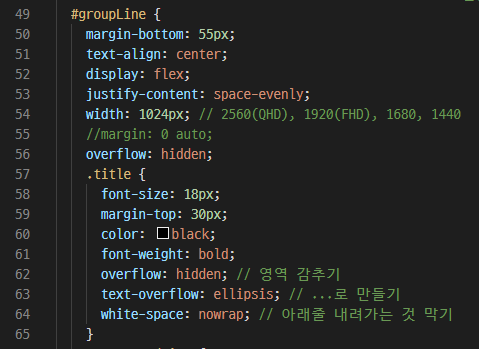 49 #groupLine {
50 margin-bottom: 55px;
51 text-align: center;
52 display: flex;
53 justify-content: space-evenly;
54 width: 1024px; // 2560(QHD), 1920(FHD), 1680, 1440
55 //margin: 0 auto;
56 overflow: hidden;
57 .title {
58 font-size: 18px;
59 margin-top: 30px;
60 color: black;
61 font-weight: bold;
62 overflow: hidden; // 영역 감추기
63 text-overflow: ellipsis; // ...로 만들기
64 white-space: nowrap; // 아래줄 내려가는 것 막기
65 }